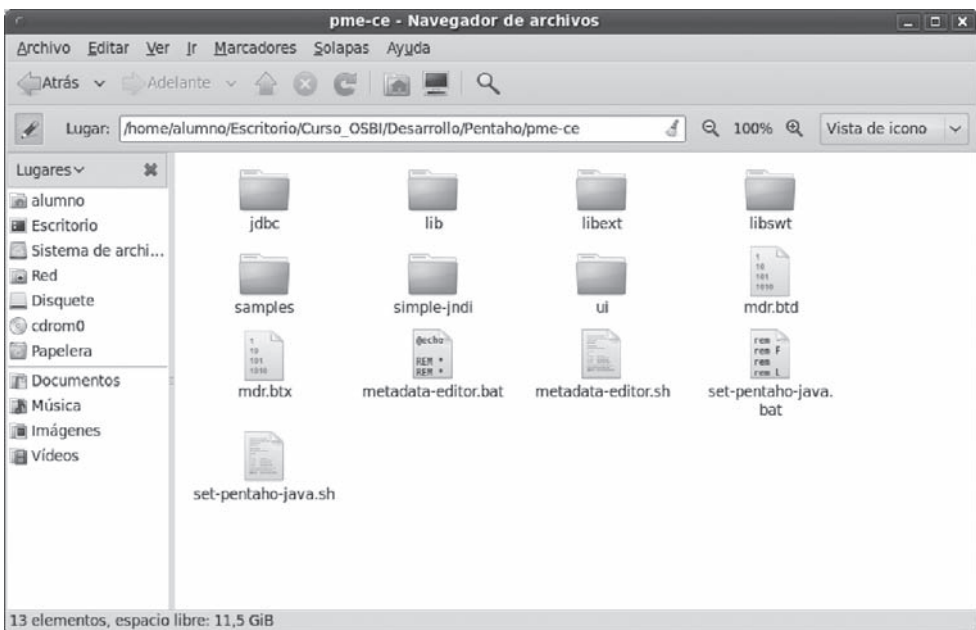 pme-ce - Navegador de archivos
Archivo Editar Ver Ir Marcadores Solapas Ayuda
Atrás Adelante
Lugar: /home/alumno/Escritorio/Curso_OSBI/Desarrollo/Pentaho/pme-ce 100% Vista de icono
Lugares
alumno
Escritorio
Sistema de archi...
Red
Disquete
cdrom0
Papelera
Documentos
Música
Imágenes
Vídeos
jdbc lib libext libswt
samples simple-jndi ui mdr.btd
mdr.btx metadata-editor.bat metadata-editor.sh set-pentaho-java.
bat
set-pentaho-java.sh
13 elementos, espacio libre: 11,5 GiB